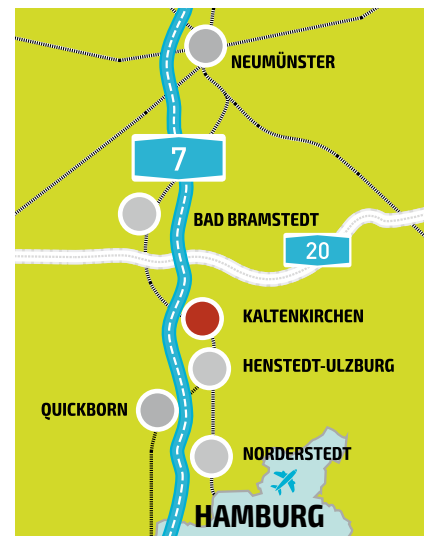 NEUMÜNSTER
7
BAD BRAMSTEDT
20
KALTENKIRCHEN
HENSTEDT-ULZBURG
QUICKBORN
NORDERSTEDT
HAMBURG